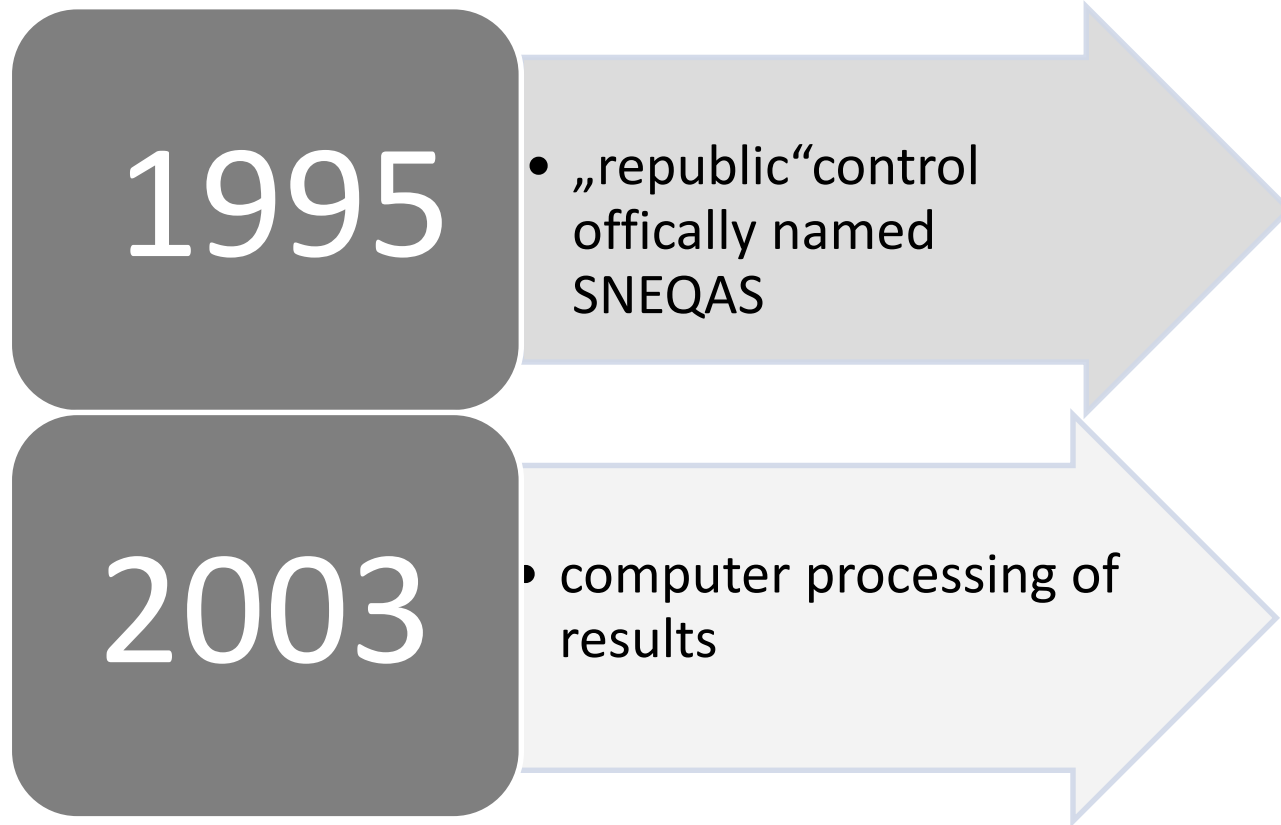 1995
• „republic“control
offically named
SNEQAS
2003
• computer processing of
results